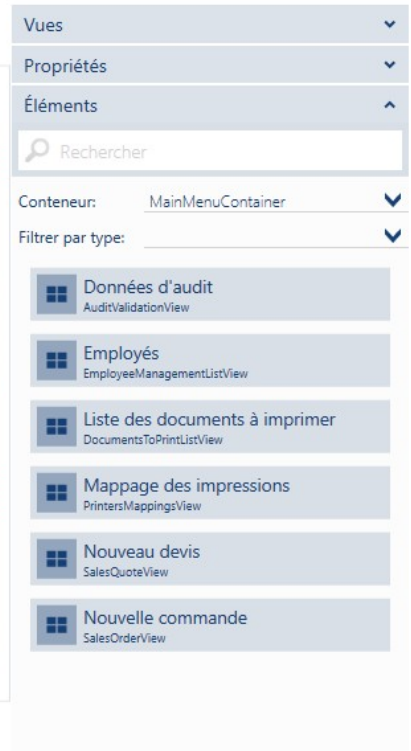 Vues
Propriétés
Éléments
Rechercher
Conteneur: MainMenuContainer
Filtrer par type:
Données d'audit
AuditValidationView
Employés
EmployeeManagementListView
Liste des documents à imprimer
DocumentsToPrintListView
Mappage des impressions
PrintersMappingsView
Nouveau devis
SalesQuoteView
Nouvelle commande
SalesOrderView